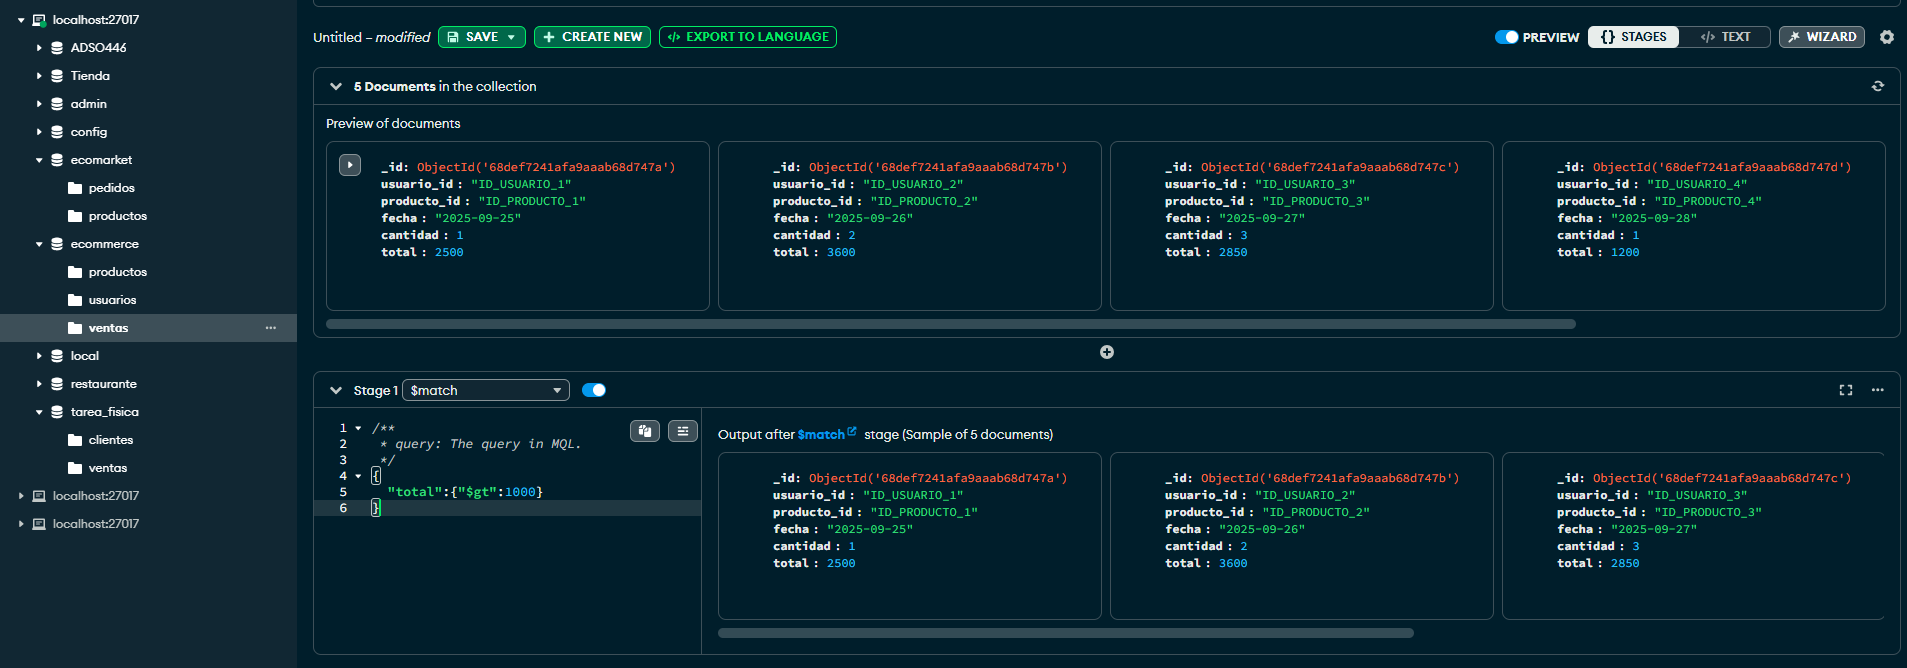 localhost:27017
ADSO446
Tienda
admin
config
ecomarket
pedidos
productos
ecommerce
productos
usuarios
ventas
local
restaurante
tarea_fisica
clientes
ventas
localhost:27017
localhost:27017
Untitled – modified SAVE CREATE NEW </> EXPORT TO LANGUAGE PREVIEW {} STAGES </> TEXT WIZARD
5 Documents in the collection
Preview of documents
_id: ObjectId('68def7241afa9aaab68d747a')
usuario_id : "ID_USUARIO_1"
producto_id : "ID_PRODUCTO_1"
fecha : "2025-09-25"
cantidad : 1
total : 2500
_id: ObjectId('68def7241afa9aaab68d747b')
usuario_id : "ID_USUARIO_2"
producto_id : "ID_PRODUCTO_2"
fecha : "2025-09-26"
cantidad : 2
total : 3600
_id: ObjectId('68def7241afa9aaab68d747c')
usuario_id : "ID_USUARIO_3"
producto_id : "ID_PRODUCTO_3"
fecha : "2025-09-27"
cantidad : 3
total : 2850
_id: ObjectId('68def7241afa9aaab68d747d')
usuario_id : "ID_USUARIO_4"
producto_id : "ID_PRODUCTO_4"
fecha : "2025-09-28"
cantidad : 1
total : 1200
Stage 1 $match
1 /**
2 * query: The query in MQL.
3 */
4 {
5 "total":{"$gt":1000}
6 }
Output after $match stage (Sample of 5 documents)
_id: ObjectId('68def7241afa9aaab68d747a')
usuario_id : "ID_USUARIO_1"
producto_id : "ID_PRODUCTO_1"
fecha : "2025-09-25"
cantidad : 1
total : 2500
_id: ObjectId('68def7241afa9aaab68d747b')
usuario_id : "ID_USUARIO_2"
producto_id : "ID_PRODUCTO_2"
fecha : "2025-09-26"
cantidad : 2
total : 3600
_id: ObjectId('68def7241afa9aaab68d747c')
usuario_id : "ID_USUARIO_3"
producto_id : "ID_PRODUCTO_3"
fecha : "2025-09-27"
cantidad : 3
total : 2850